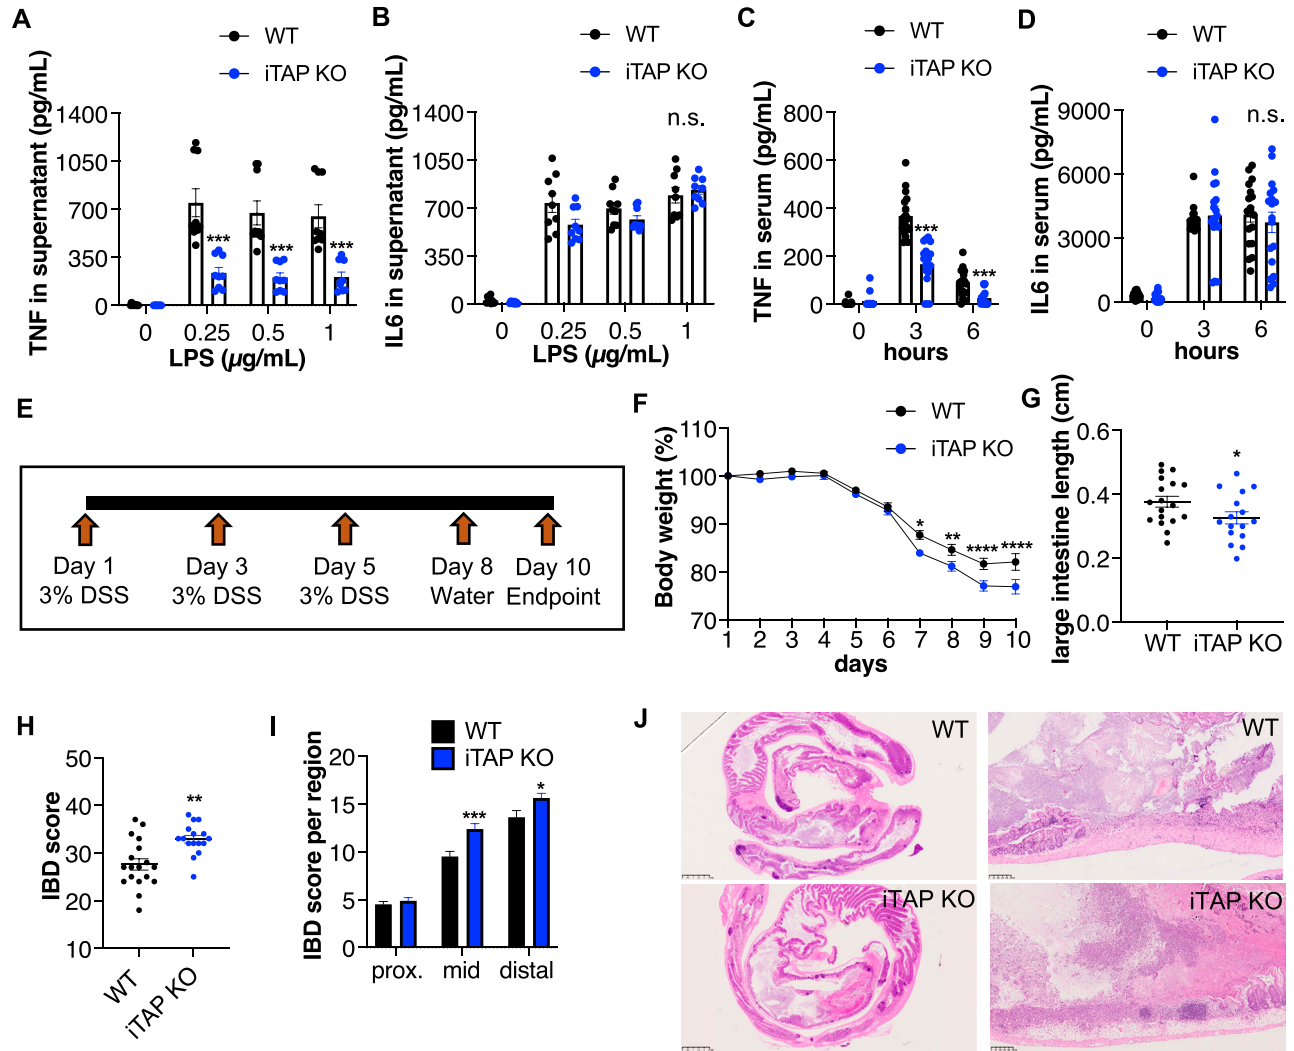 A
WT
iTAP KO
TNF in supernatant (pg/mL)
1400
1050
700
350
0
***
***
***
0
0.25
0.5
1
LPS (µg/mL)
B
WT
iTAP KO
IL6 in supernatant (pg/mL)
1400
1050
700
350
0
n.s.
0
0.25
0.5
1
LPS (µg/mL)
C
WT
iTAP KO
TNF in serum (pg/mL)
800
600
400
200
0
***
***
0
3
6
hours
D
WT
iTAP KO
IL6 in serum (pg/mL)
9000
6000
3000
0
n.s.
0
3
6
hours
E
Day 1
3% DSS
Day 3
3% DSS
Day 5
3% DSS
Day 8
Water
Day 10
Endpoint
F
WT
iTAP KO
Body weight (%)
110
100
90
80
70
*
**
****
****
1 2 3 4 5 6 7 8 9 10
days
G
large intestine length (cm)
0.6
0.4
0.2
0.0
*
WT
iTAP KO
H
IBD score
50
40
30
20
10
**
WT
iTAP KO
I
WT
iTAP KO
IBD score per region
20
15
10
5
0
***
*
prox.
mid
distal
J
WT
WT
iTAP KO
iTAP KO